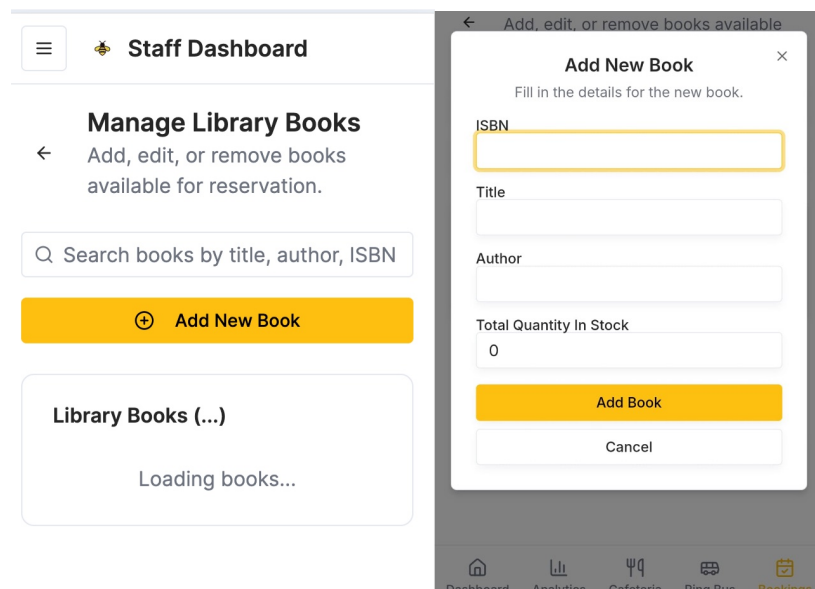 Staff Dashboard
Manage Library Books
Add, edit, or remove books
available for reservation.
Search books by title, author, ISBN
Add New Book
Library Books (...)
Loading books...
Add, edit, or remove books available
Add New Book
Fill in the details for the new book.
ISBN
Title
Author
Total Quantity In Stock
0
Add Book
Cancel
Dashboard Analytics Cafeteria Ring Bus Bookings